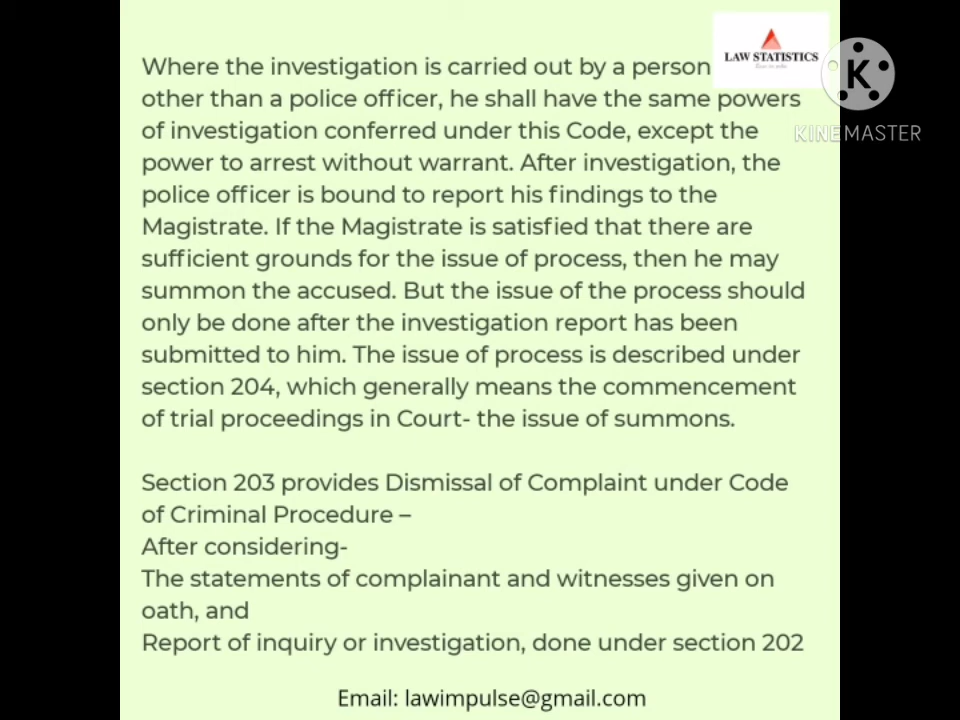 LAW STATISTICS
KINEMASTER
Where the investigation is carried out by a person
other than a police officer, he shall have the same powers
of investigation conferred under this Code, except the
power to arrest without warrant. After investigation, the
police officer is bound to report his findings to the
Magistrate. If the Magistrate is satisfied that there are
sufficient grounds for the issue of process, then he may
summon the accused. But the issue of the process should
only be done after the investigation report has been
submitted to him. The issue of process is described under
section 204, which generally means the commencement
of trial proceedings in Court- the issue of summons.
Section 203 provides Dismissal of Complaint under Code
of Criminal Procedure –
After considering-
The statements of complainant and witnesses given on
oath, and
Report of inquiry or investigation, done under section 202
Email: lawimpulse@gmail.com